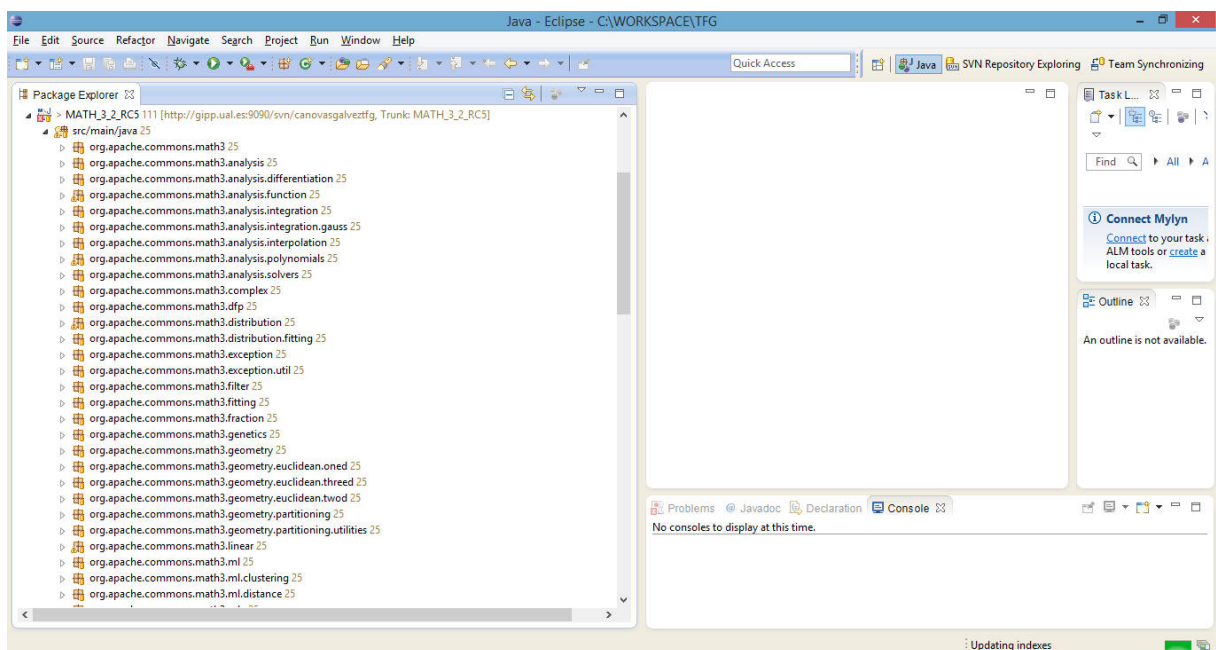 Java - Eclipse - C:\WORKSPACE\TFG
File Edit Source Refactor Navigate Search Project Run Window Help
Quick Access
Java SVN Repository Exploring Team Synchronizing
Package Explorer
> MATH_3_2_RC5 111 [http://gipp.ual.es:9090/svn/canovasgalveztfg, Trunk: MATH_3_2_RC5]
src/main/java 25
org.apache.commons.math3 25
org.apache.commons.math3.analysis 25
org.apache.commons.math3.analysis.differentiation 25
org.apache.commons.math3.analysis.function 25
org.apache.commons.math3.analysis.integration 25
org.apache.commons.math3.analysis.integration.gauss 25
org.apache.commons.math3.analysis.interpolation 25
org.apache.commons.math3.analysis.polynomials 25
org.apache.commons.math3.analysis.solvers 25
org.apache.commons.math3.complex 25
org.apache.commons.math3.dfp 25
org.apache.commons.math3.distribution 25
org.apache.commons.math3.distribution.fitting 25
org.apache.commons.math3.exception 25
org.apache.commons.math3.exception.util 25
org.apache.commons.math3.filter 25
org.apache.commons.math3.fitting 25
org.apache.commons.math3.fraction 25
org.apache.commons.math3.genetics 25
org.apache.commons.math3.geometry 25
org.apache.commons.math3.geometry.euclidean.oned 25
org.apache.commons.math3.geometry.euclidean.threed 25
org.apache.commons.math3.geometry.euclidean.twod 25
org.apache.commons.math3.geometry.partitioning 25
org.apache.commons.math3.geometry.partitioning.utilities 25
org.apache.commons.math3.linear 25
org.apache.commons.math3.ml 25
org.apache.commons.math3.ml.clustering 25
org.apache.commons.math3.ml.distance 25
Task L...
Find All A
Connect Mylyn
Connect to your task
ALM tools or create a
local task.
Outline
An outline is not available.
Problems @ Javadoc Declaration Console
No consoles to display at this time.
Updating indexes